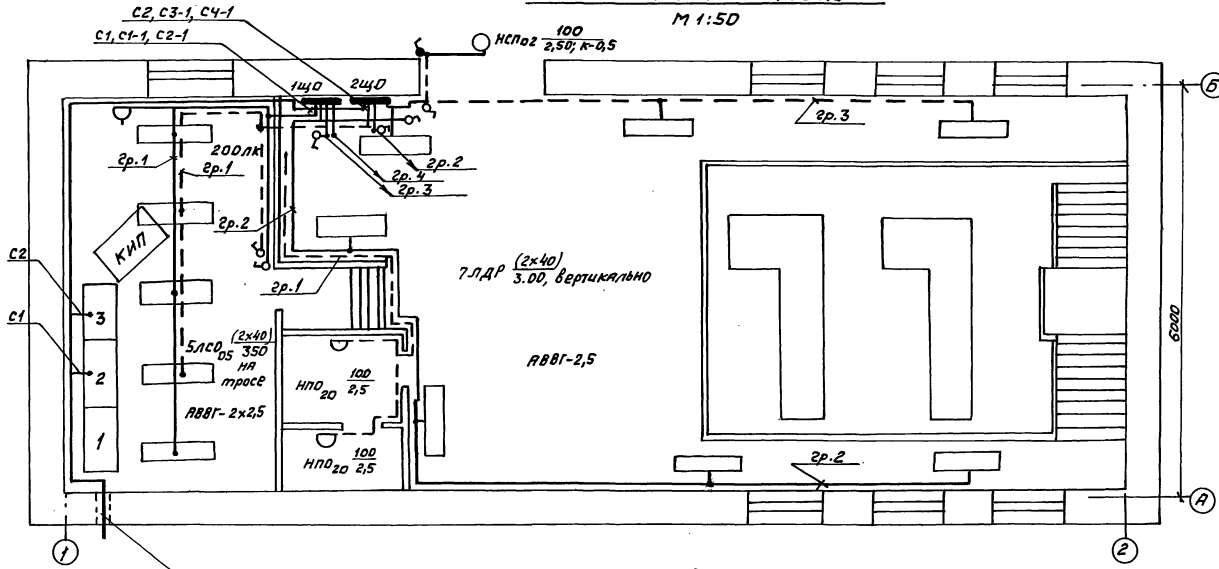 М 1:50
С2, С3-1, С4-1
С1, С1-1, С2-1
НСП02 100
2,50; К-0,5
1ЩО
2ЩО
Б
гр.3
200лк
гр.1
гр.1
гр.2
гр.4
гр.3
гр.2
КИП
С2
7ЛДР (2х40)
3.00, вертикально
гр.1
6000
С1
3
5ЛСО05 (2х40)
350
на
тросе
АВВГ-2,5
2
НПО20 100
2,5
АВВГ-2х2,5
1
НПО20 100
2,5
гр.2
А
1
2